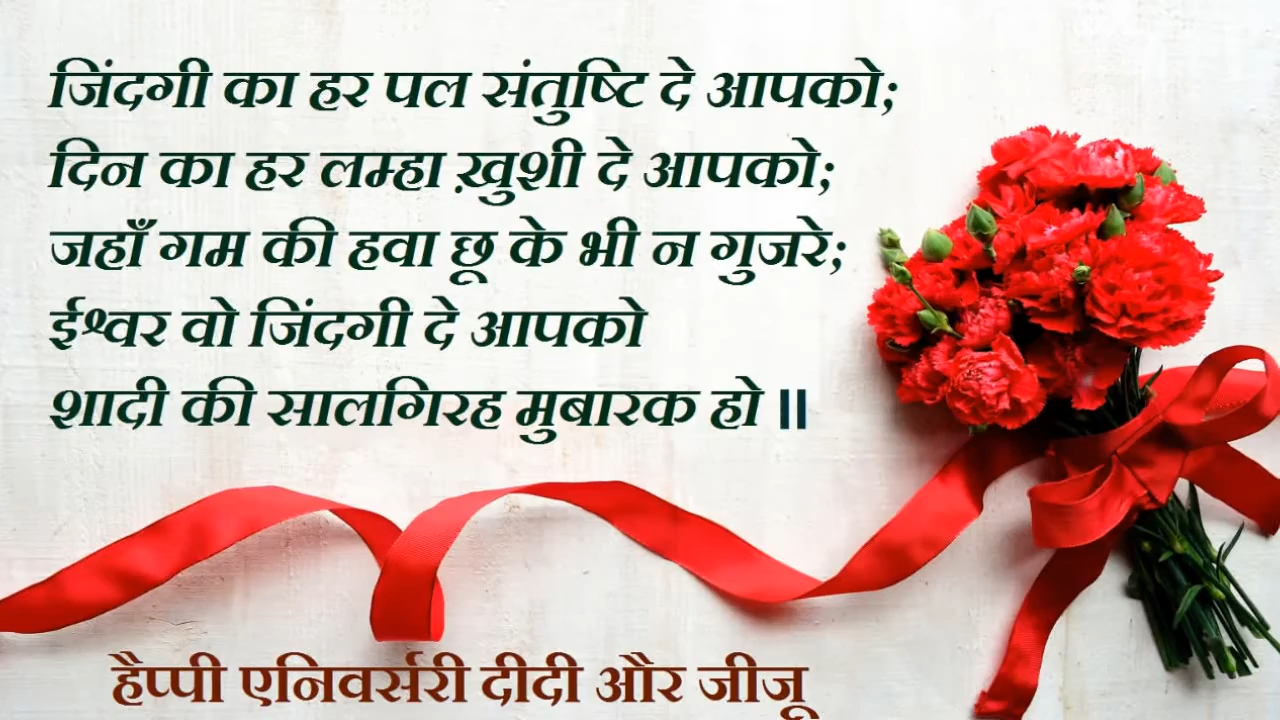 जिंदगी का हर पल संतुष्टि दे आपको;
दिन का हर लम्हा ख़ुशी दे आपको;
जहाँ गम की हवा छू के भी न गुजरे;
ईश्वर वो जिंदगी दे आपको
शादी की सालगिरह मुबारक हो ||
हैप्पी एनिवर्सरी दीदी और जीजू